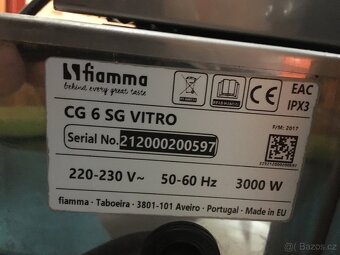 fiamma
behind every great taste
CE
EAC
IPX3
F/M: 2017
CG 6 SG VITRO
Serial No. 212000200597
220-230 V~ 50-60 Hz 3000 W
fiamma - Taboeira - 3801-101 Aveiro - Portugal - Made in EU
Bazos.cz